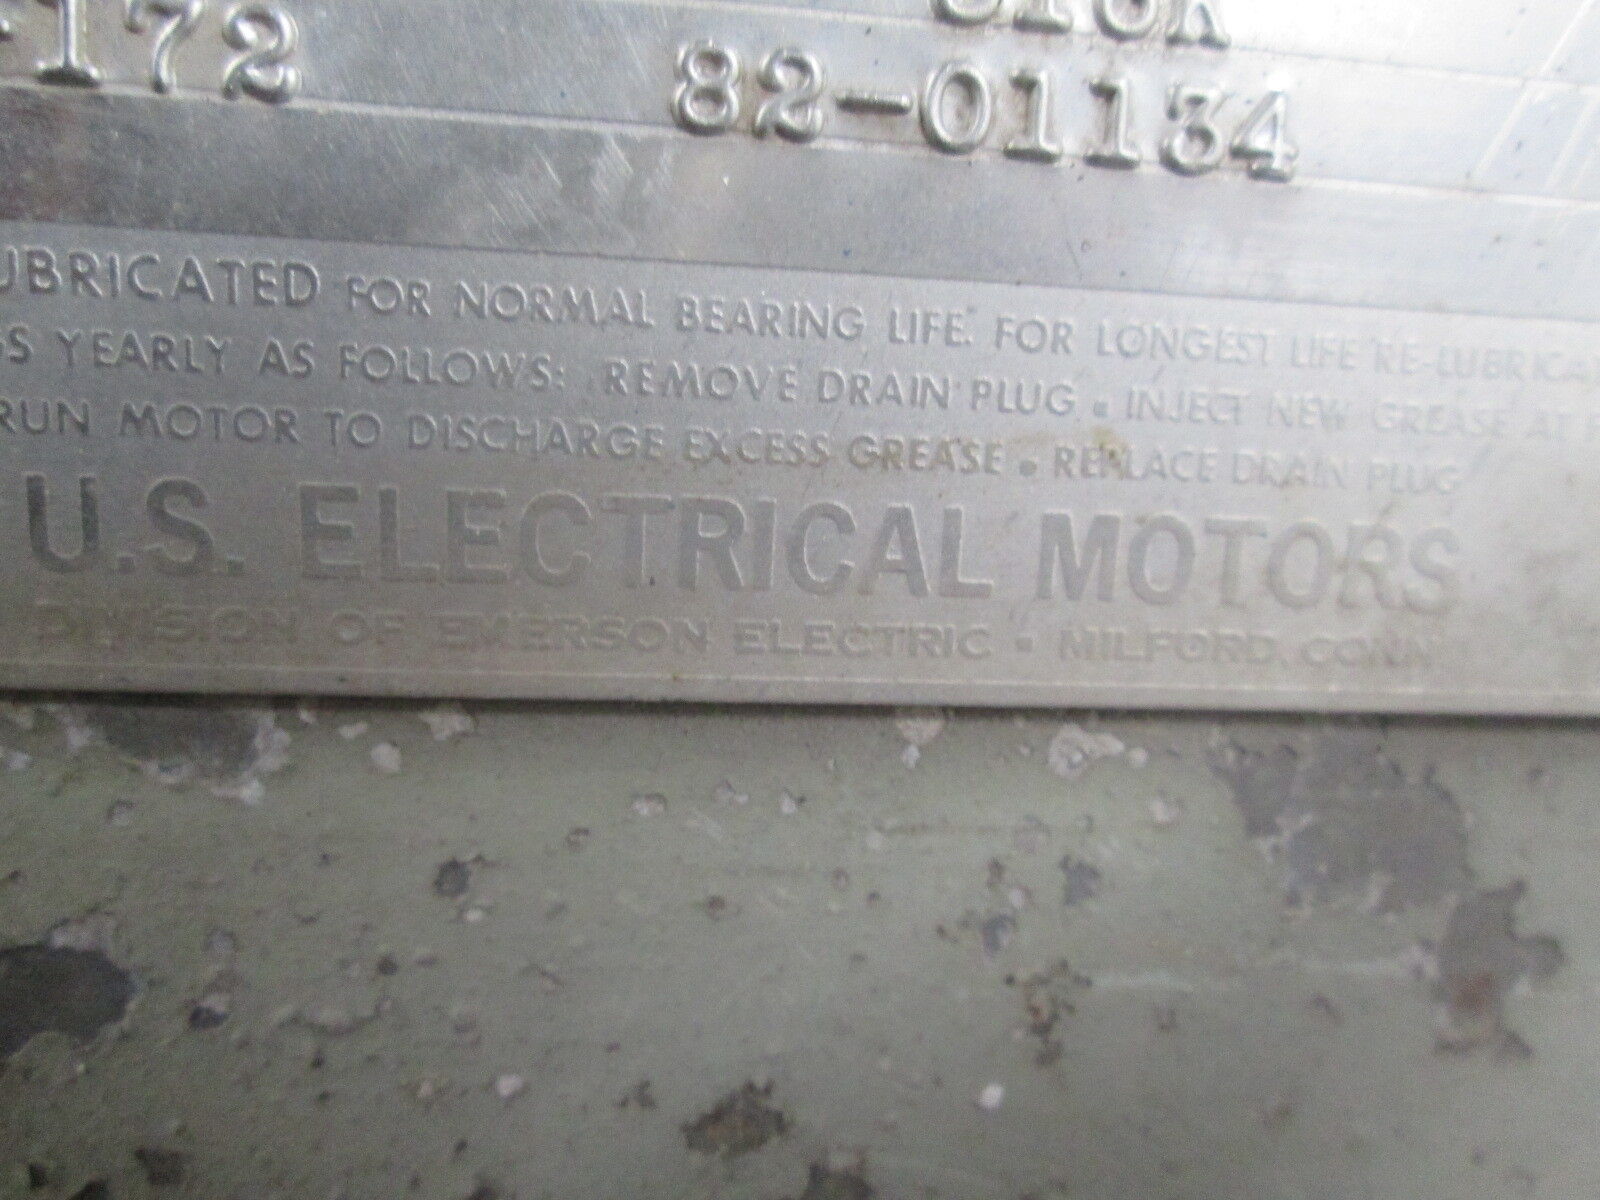 172
82-01134
UBRICATED FOR NORMAL BEARING LIFE. FOR LONGEST LIFE RE-LUBRICA
GS YEARLY AS FOLLOWS: REMOVE DRAIN PLUG • INJECT NEW GREASE AT F
RUN MOTOR TO DISCHARGE EXCESS GREASE • REPLACE DRAIN PLUG
U.S. ELECTRICAL MOTORS
DIVISION OF EMERSON ELECTRIC • MILFORD, CONN